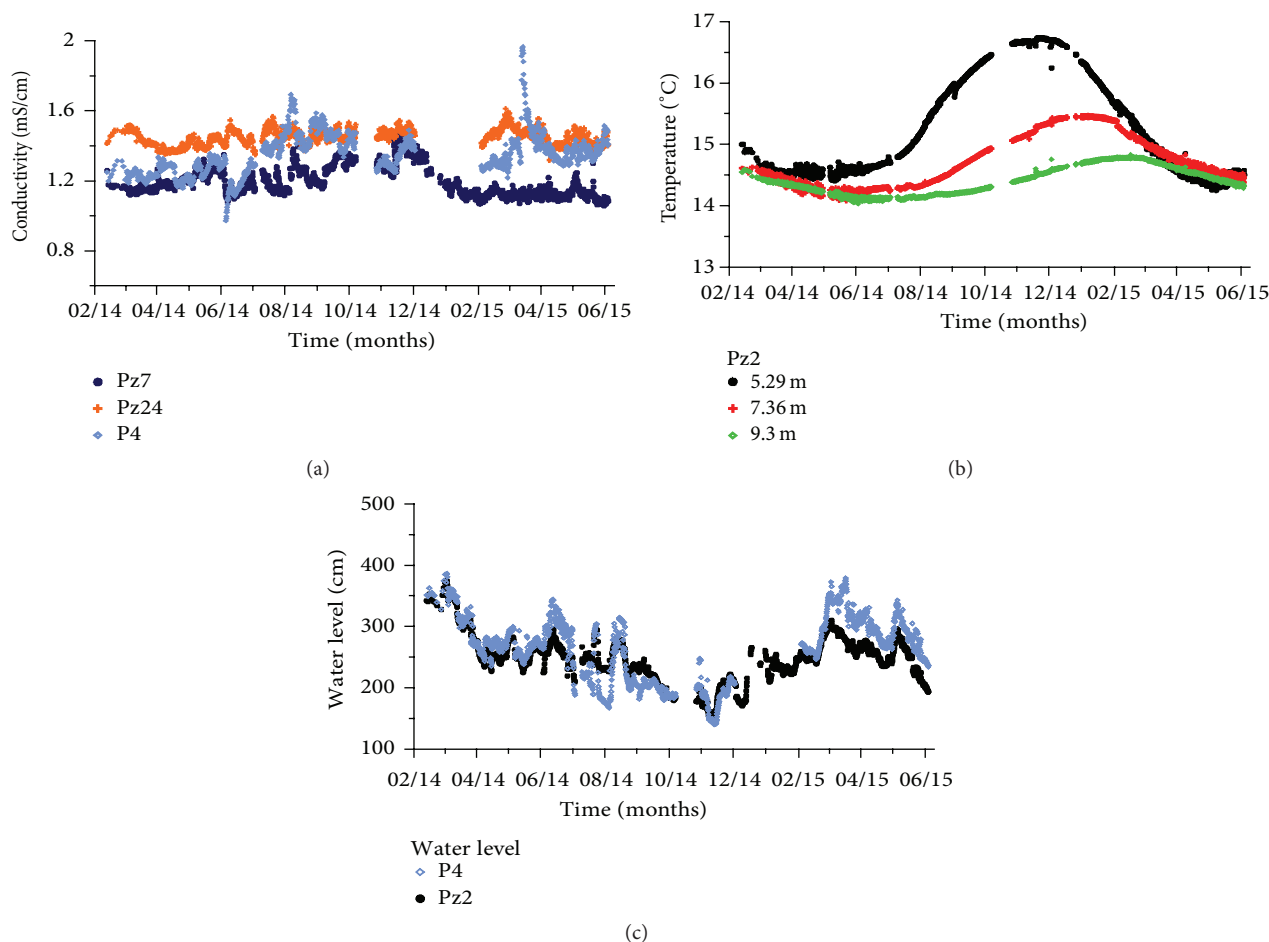 Conductivity (mS/cm)
2
1.6
1.2
0.8
02/14 04/14 06/14 08/14 10/14 12/14 02/15 04/15 06/15
Time (months)
Pz7
Pz24
P4
(a)
Temperature (°C)
17
16
15
14
13
02/14 04/14 06/14 08/14 10/14 12/14 02/15 04/15 06/15
Time (months)
Pz2
5.29 m
7.36 m
9.3 m
(b)
Water level (cm)
500
400
300
200
100
02/14 04/14 06/14 08/14 10/14 12/14 02/15 04/15 06/15
Time (months)
Water level
P4
Pz2
(c)